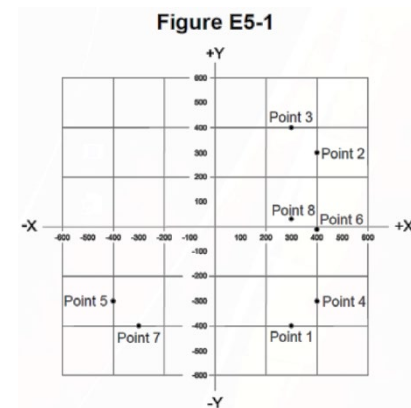 Figure E5-1
+Y
600
500
400
Point 3
300
Point 2
200
100
Point 8
Point 6
-X
-600 -500 -400 -300 -200 -100
100 200 300 400 500 600
+X
-100
-200
Point 5
-300
Point 4
-400
Point 7
Point 1
-500
-600
-Y